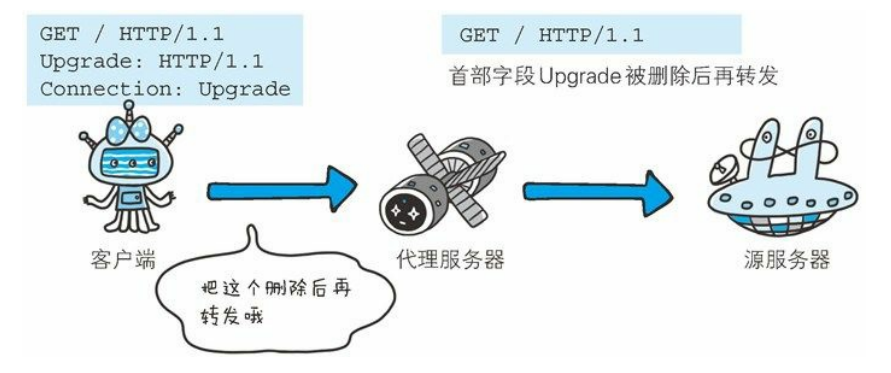 GET / HTTP/1.1
Upgrade: HTTP/1.1
Connection: Upgrade
GET / HTTP/1.1
首部字段Upgrade被删除后再转发
客户端
代理服务器
源服务器
把这个删除后再
转发哦